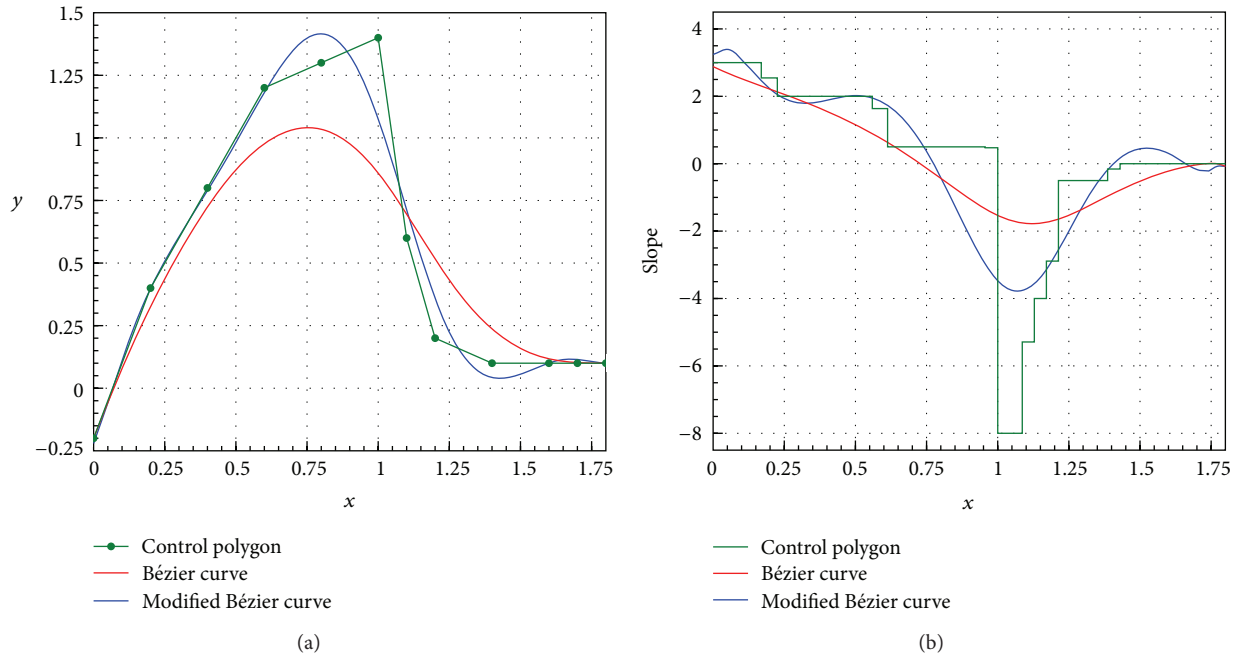 1.5
1.25
1
0.75
0.5
0.25
0
−0.25
y
0 0.25 0.5 0.75 1 1.25 1.5 1.75
x
Control polygon
Bézier curve
Modified Bézier curve
(a)
4
2
0
−2
−4
−6
−8
Slope
0 0.25 0.5 0.75 1 1.25 1.5 1.75
x
Control polygon
Bézier curve
Modified Bézier curve
(b)